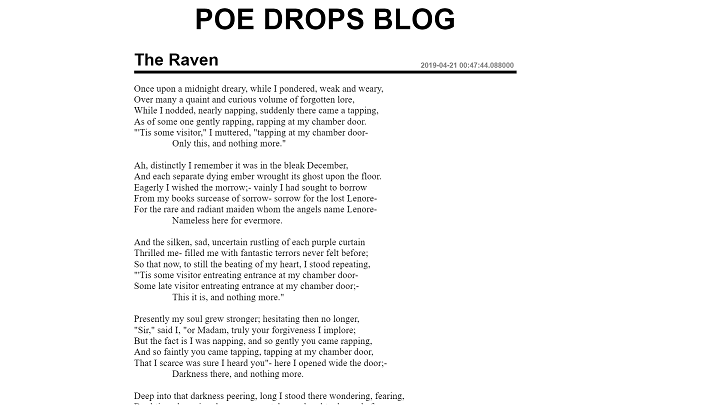 POE DROPS BLOG
The Raven
2019-04-21 00:47:44.088000
Once upon a midnight dreary, while I pondered, weak and weary,
Over many a quaint and curious volume of forgotten lore,
While I nodded, nearly napping, suddenly there came a tapping,
As of some one gently rapping, rapping at my chamber door.
"'Tis some visitor," I muttered, "tapping at my chamber door-
Only this, and nothing more."
Ah, distinctly I remember it was in the bleak December,
And each separate dying ember wrought its ghost upon the floor.
Eagerly I wished the morrow;- vainly I had sought to borrow
From my books surcease of sorrow- sorrow for the lost Lenore-
For the rare and radiant maiden whom the angels name Lenore-
Nameless here for evermore.
And the silken, sad, uncertain rustling of each purple curtain
Thrilled me- filled me with fantastic terrors never felt before;
So that now, to still the beating of my heart, I stood repeating,
"'Tis some visitor entreating entrance at my chamber door-
Some late visitor entreating entrance at my chamber door;-
This it is, and nothing more."
Presently my soul grew stronger; hesitating then no longer,
"Sir," said I, "or Madam, truly your forgiveness I implore;
But the fact is I was napping, and so gently you came rapping,
And so faintly you came tapping, tapping at my chamber door,
That I scarce was sure I heard you"- here I opened wide the door;-
Darkness there, and nothing more.
Deep into that darkness peering, long I stood there wondering, fearing,